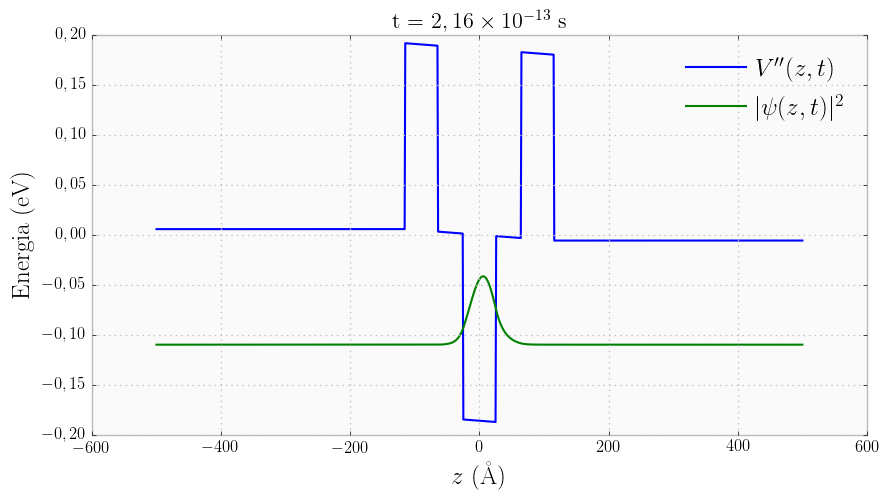 t = 2,16 × 10⁻¹³ s
V''(z, t)
|ψ(z, t)|²
Energia (eV)
0,20
0,15
0,10
0,05
0,00
−0,05
−0,10
−0,15
−0,20
−600 −400 −200 0 200 400 600
z (Å)